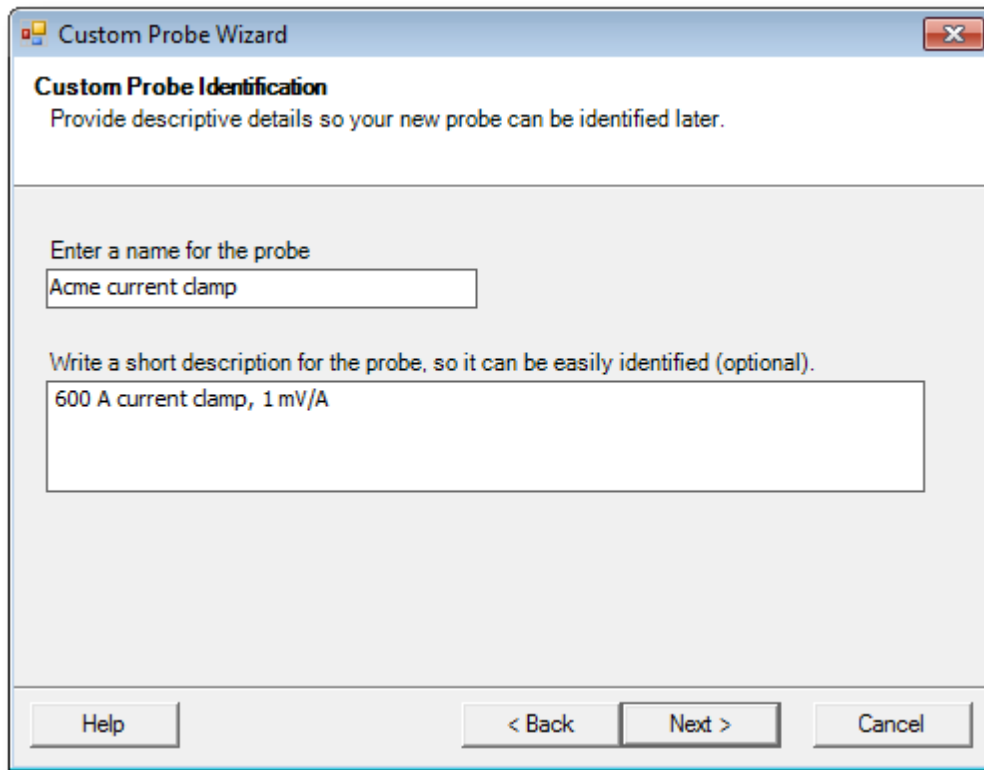 Custom Probe Wizard
Custom Probe Identification
Provide descriptive details so your new probe can be identified later.
Enter a name for the probe
Acme current clamp
Write a short description for the probe, so it can be easily identified (optional).
600 A current clamp, 1 mV/A
Help
< Back
Next >
Cancel